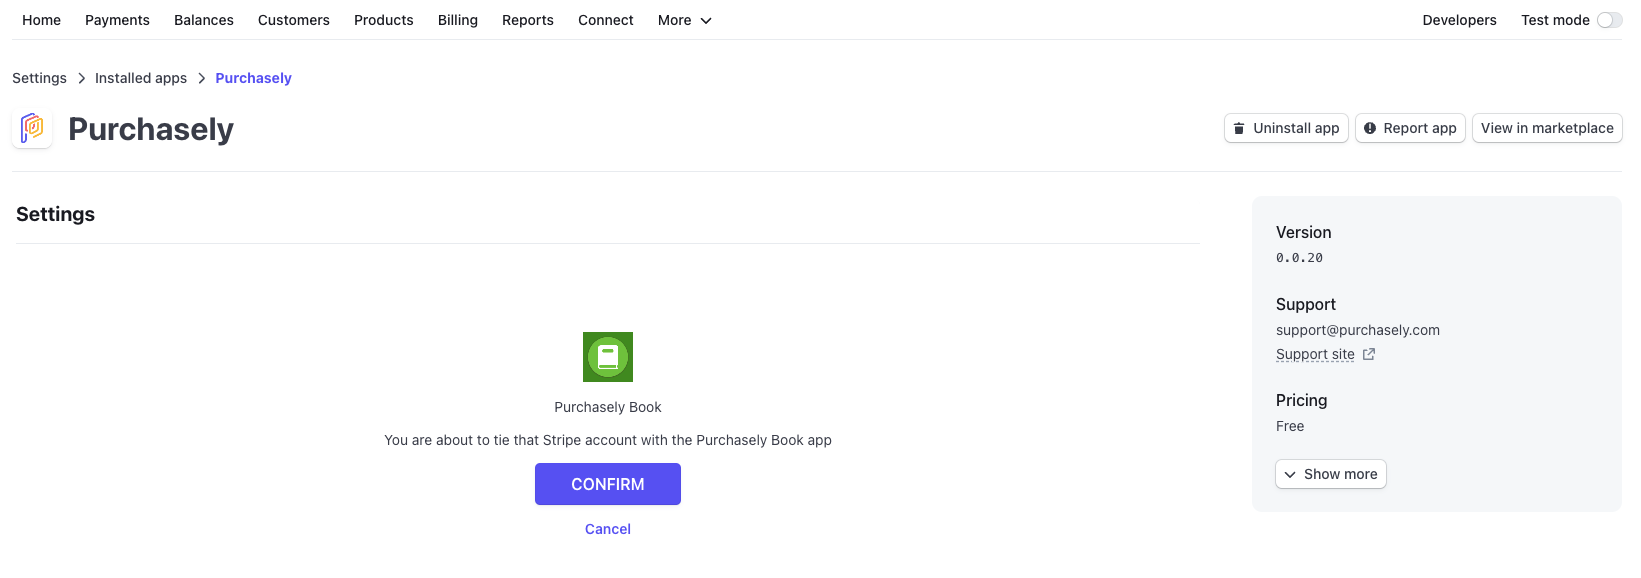 Home Payments Balances Customers Products Billing Reports Connect More Developers Test mode
Settings Installed apps Purchasely
Purchasely
Uninstall app Report app View in marketplace
Settings
Purchasely Book
You are about to tie that Stripe account with the Purchasely Book app
CONFIRM
Cancel
Version
0.0.20
Support
support@purchasely.com
Support site
Pricing
Free
Show more